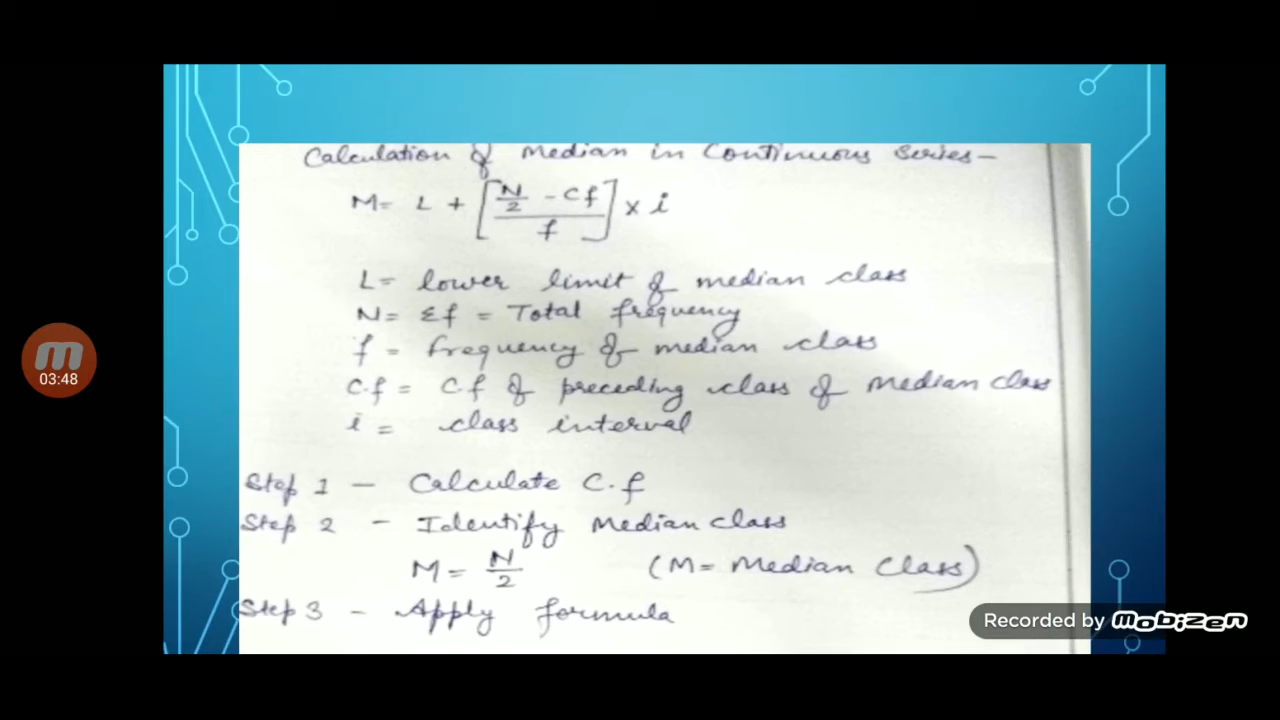 Calculation of Median in Continuous Series-
M= L + [N/2 - Cf / f] x i
L= lower limit of median class
N= Σf = Total frequency
f = frequency of median class
C.f = C.f of preceding class of Median class
i = class interval
Step 1 - Calculate C.f
Step 2 - Identify Median class
M = N/2 (M= Median Class)
Step 3 - Apply formula
03:48
Recorded by Mobizen